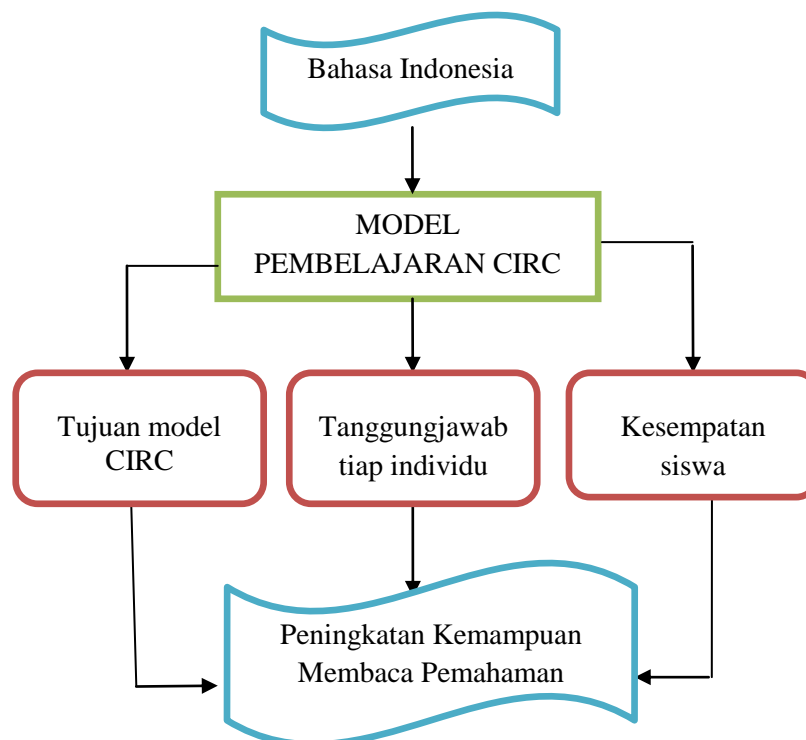 Bahasa Indonesia
MODEL
PEMBELAJARAN CIRC
Tujuan model
CIRC
Tanggungjawab
tiap individu
Kesempatan
siswa
Peningkatan Kemampuan
Membaca Pemahaman